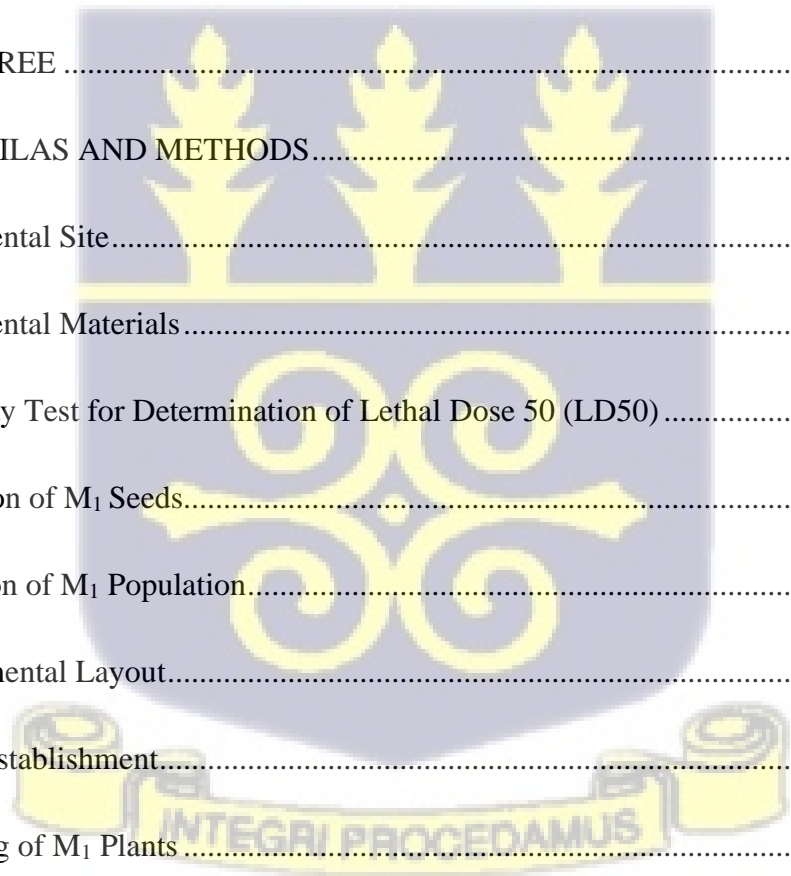 REE ................................................................................................
ILAS AND METHODS ................................................................
ental Site ..........................................................................................
ental Materials ................................................................................
y Test for Determination of Lethal Dose 50 (LD50) ................
on of M₁ Seeds ................................................................................
on of M₁ Population ........................................................................
mental Layout ................................................................................
stablishment ....................................................................................
g of M₁ Plants ................................................................................
INTEGRI PROCEDAMUS